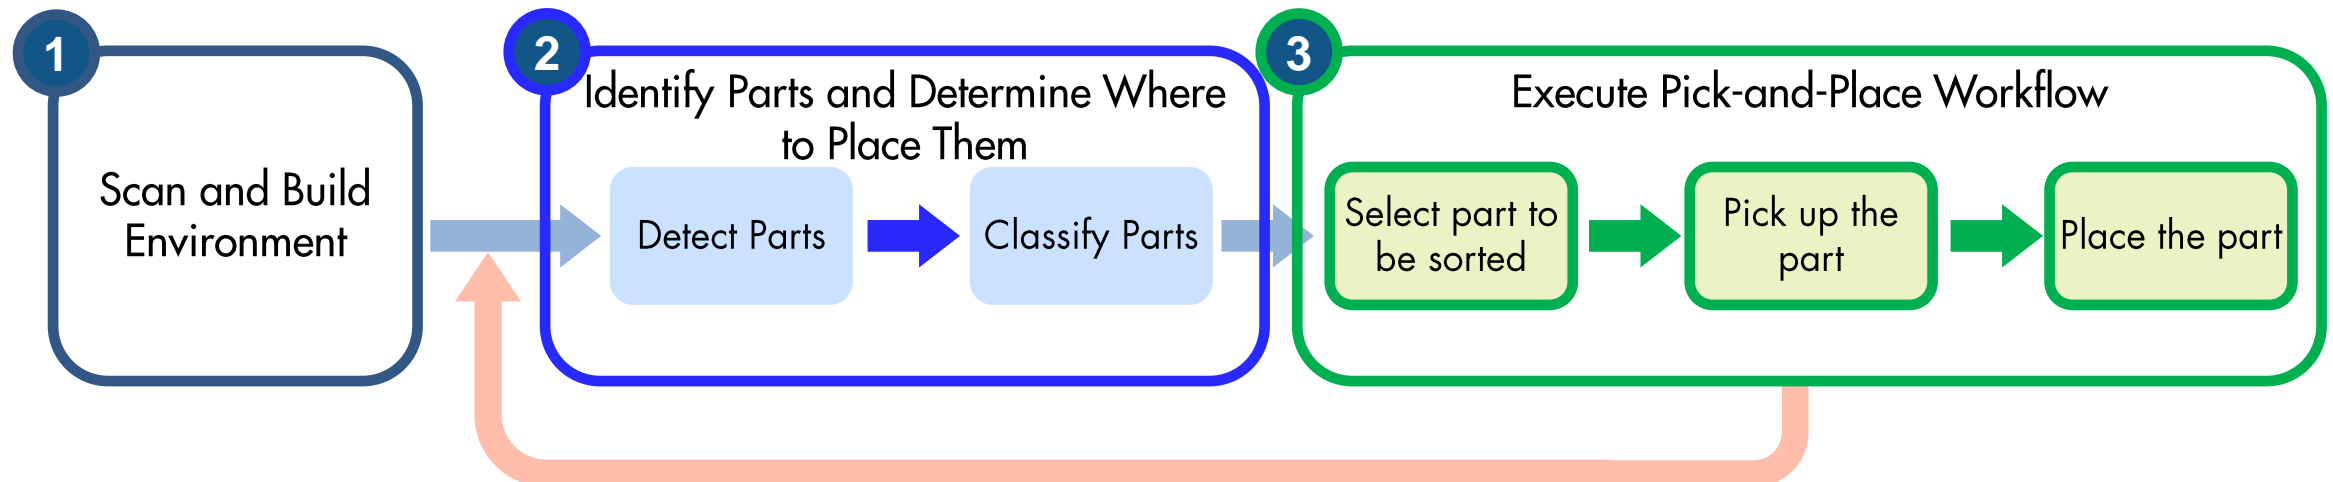 1
Scan and Build
Environment
2
Identify Parts and Determine Where
to Place Them
Detect Parts
Classify Parts
3
Execute Pick-and-Place Workflow
Select part to
be sorted
Pick up the
part
Place the part